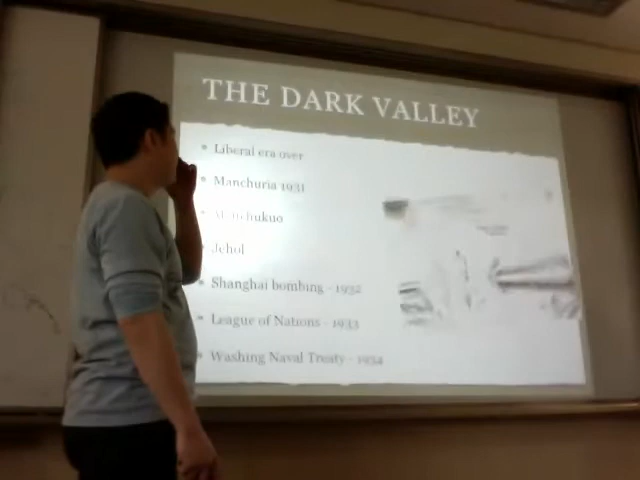 THE DARK VALLEY
Liberal era over
Manchuria 1931
Jehol
Shanghai bombing - 1932
League of Nations - 1933
Washing Naval Treaty - 1934